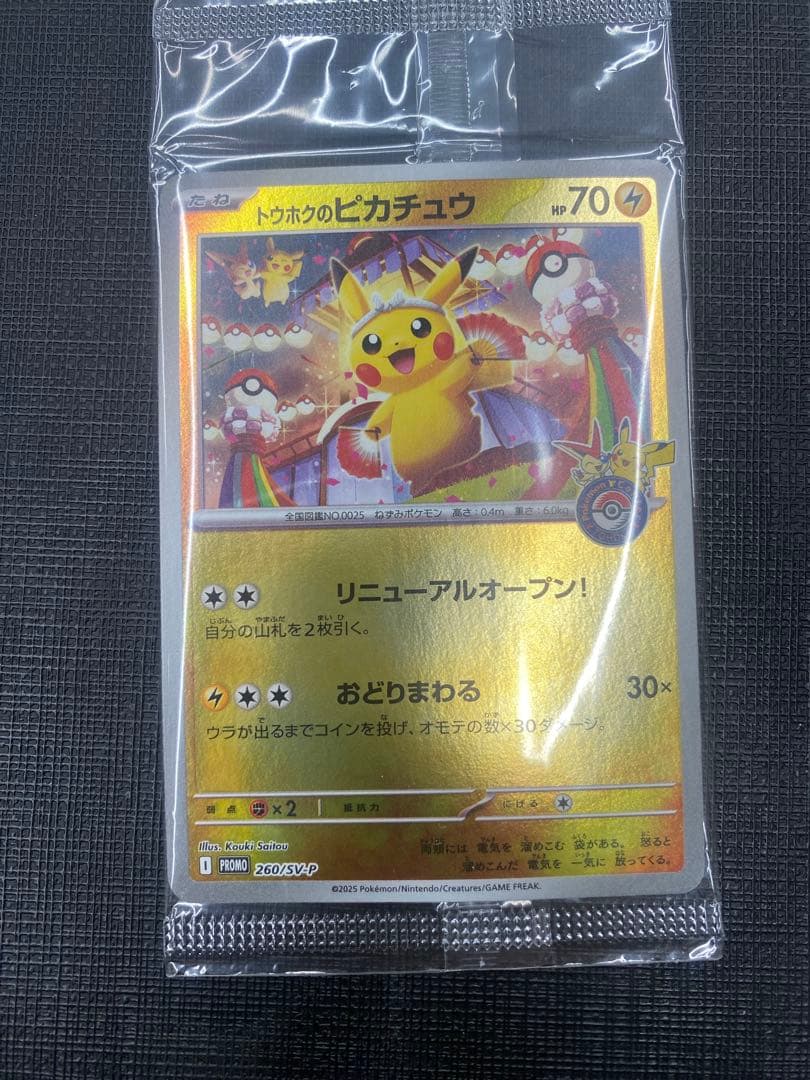 たね
トウホクのピカチュウ
HP70
全国図鑑NO.0025 ねずみポケモン 高さ:0.4m 重さ:6.0kg
リニューアルオープン!
自分の山札を2枚引く。
おどりまわる 30×
ウラが出るまでコインを投げ、オモテの数×30ダメージ。
弱点 ×2 抵抗力 にげる
Illus. Kouki Saitou
I PROMO 260/SV-P
両頬には 電気を 溜めこむ 袋がある。 怒ると
溜めこんだ 電気を 一気に 放ってくる。
©2025 Pokémon/Nintendo/Creatures/GAME FREAK.